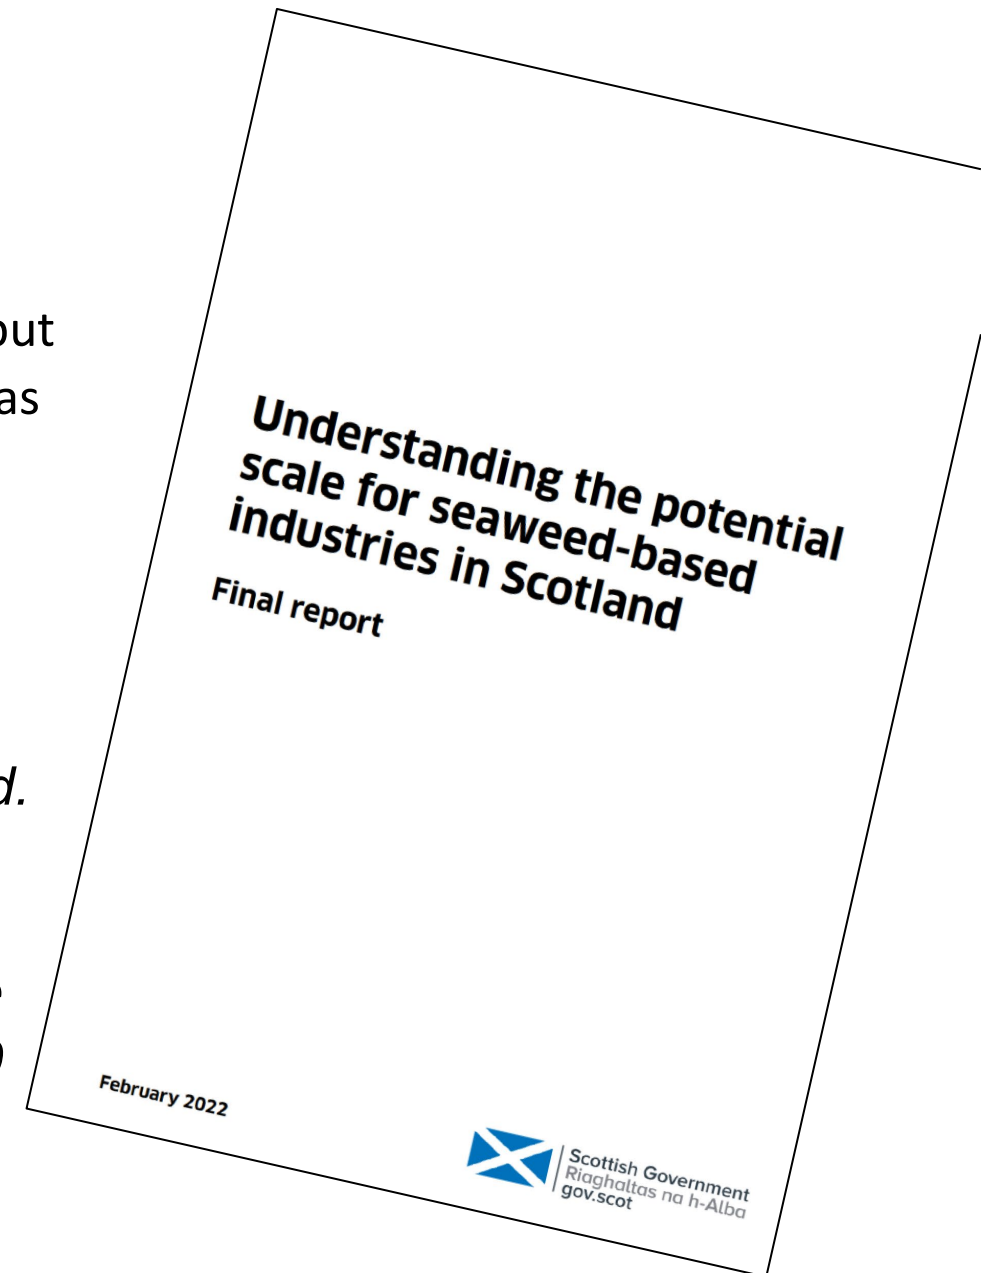 as
Understanding the potential
scale for seaweed-based
industries in Scotland
Final report
d.
February 2022
Scottish Government
Riaghaltas na h-Alba
gov.scot